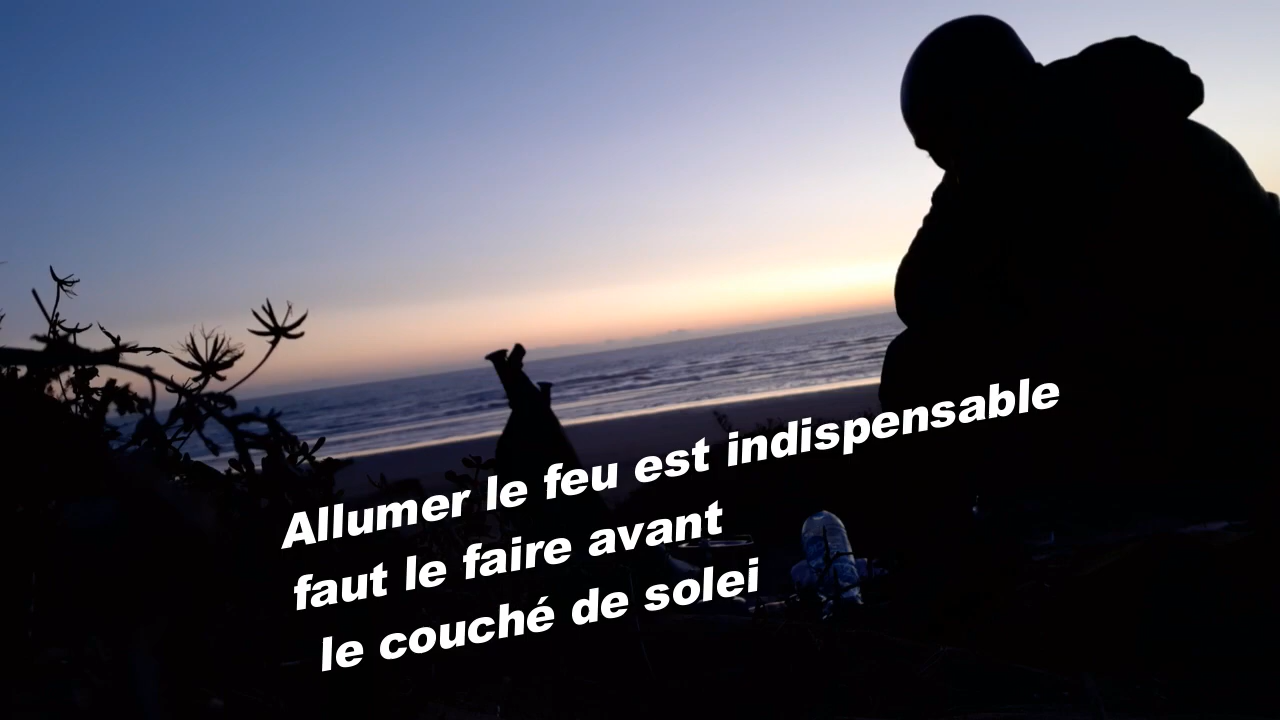 Allumer le feu est indispensable
faut le faire avant
le couché de solei